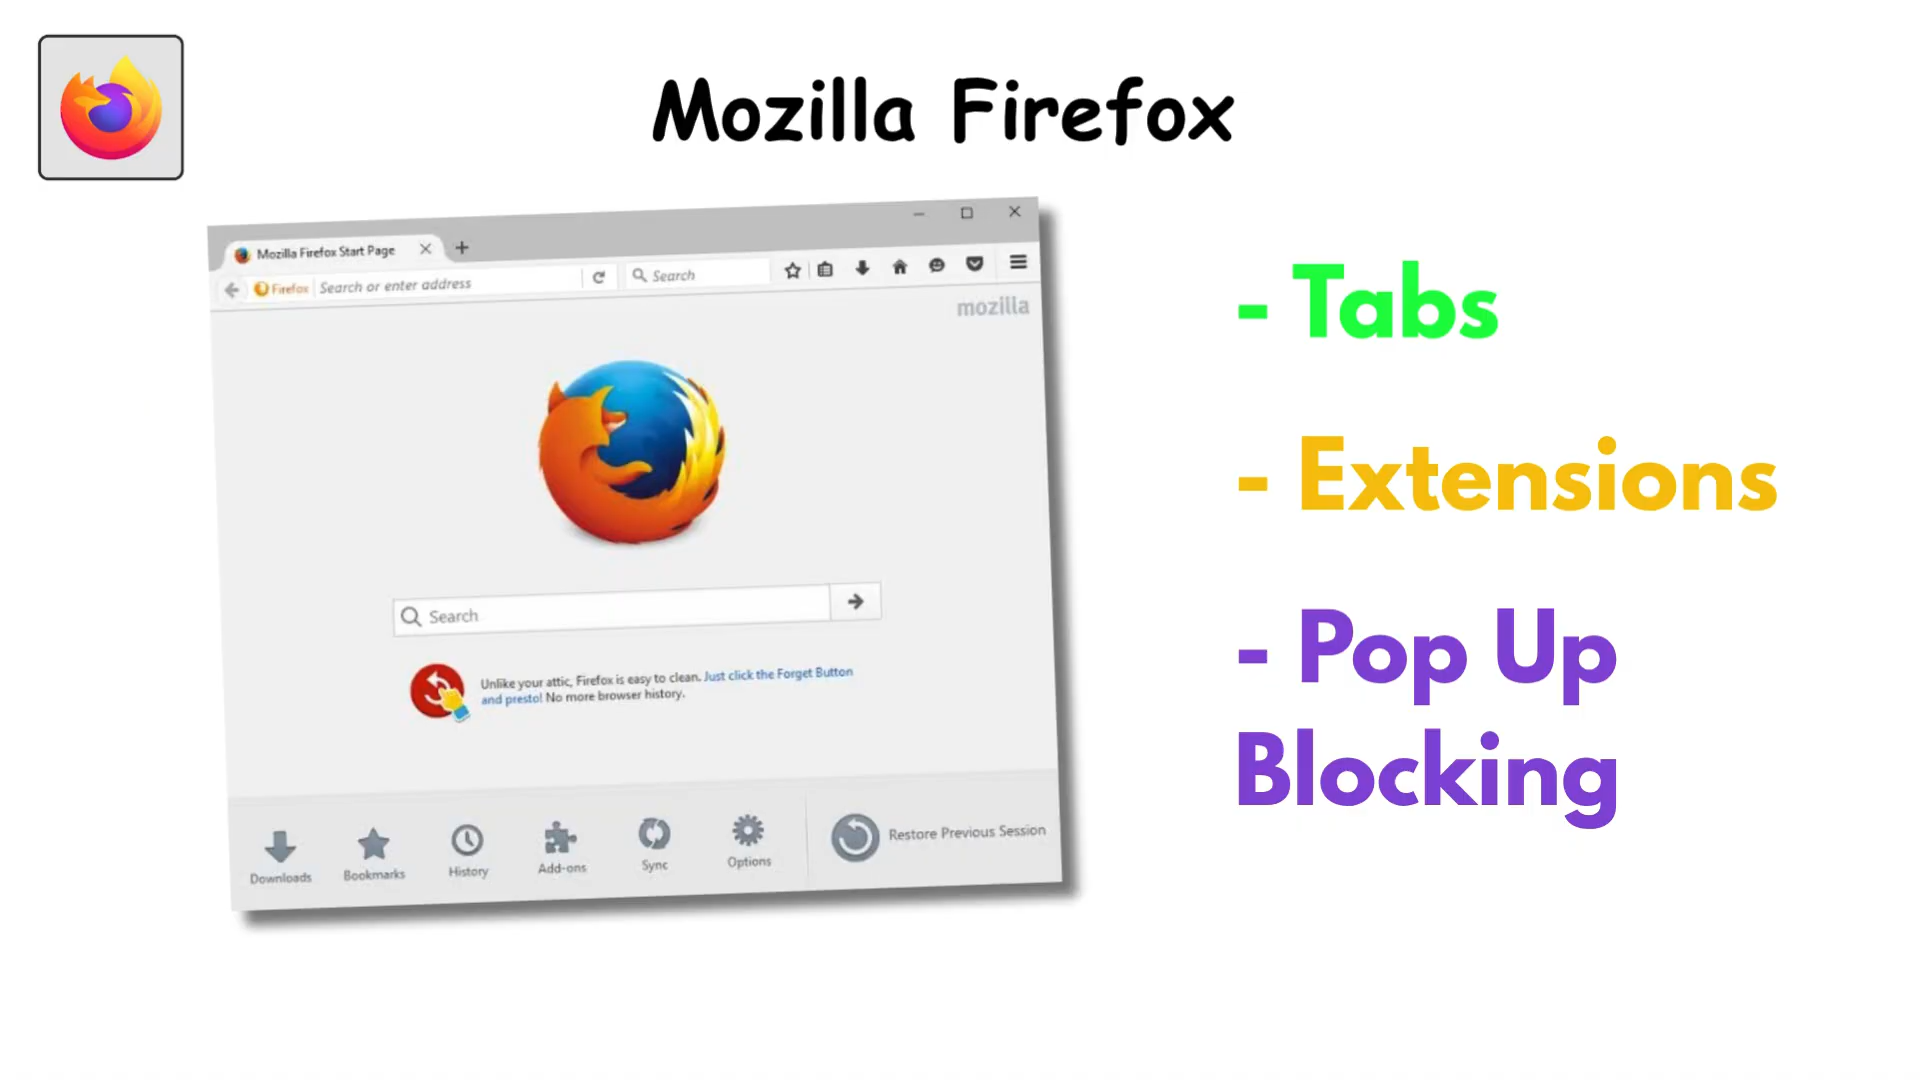 Mozilla Firefox
Mozilla Firefox Start Page
Firefox Search or enter address
Search
mozilla
Search
Unlike your attic, Firefox is easy to clean. Just click the Forget Button
and presto! No more browser history.
Downloads
Bookmarks
History
Add-ons
Sync
Options
Restore Previous Session
- Tabs
- Extensions
- Pop Up
Blocking